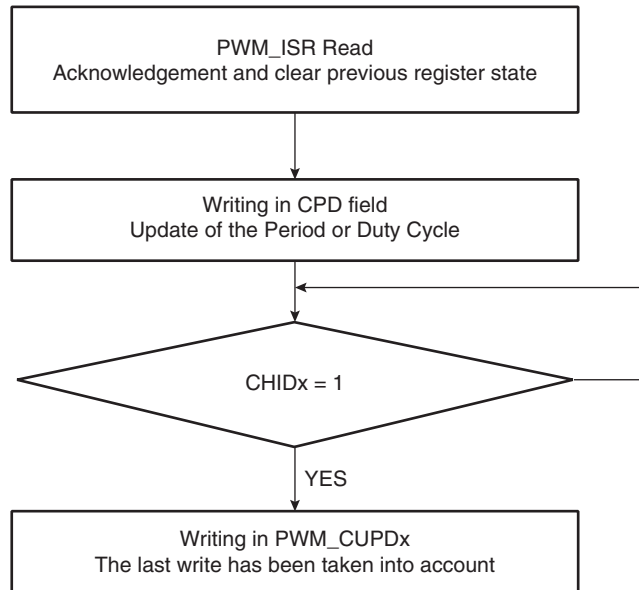 PWM_ISR Read
Acknowledgement and clear previous register state
Writing in CPD field
Update of the Period or Duty Cycle
CHIDx = 1
YES
Writing in PWM_CUPDx
The last write has been taken into account